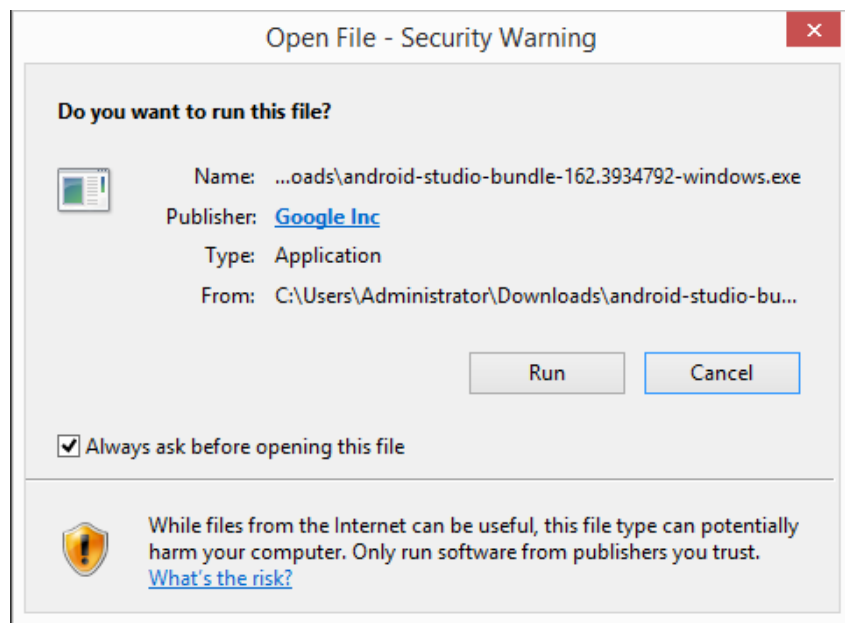 Open File - Security Warning
Do you want to run this file?
Name: ...oads\android-studio-bundle-162.3934792-windows.exe
Publisher: Google Inc
Type: Application
From: C:\Users\Administrator\Downloads\android-studio-bu...
Run Cancel
Always ask before opening this file
While files from the Internet can be useful, this file type can potentially
harm your computer. Only run software from publishers you trust.
What's the risk?